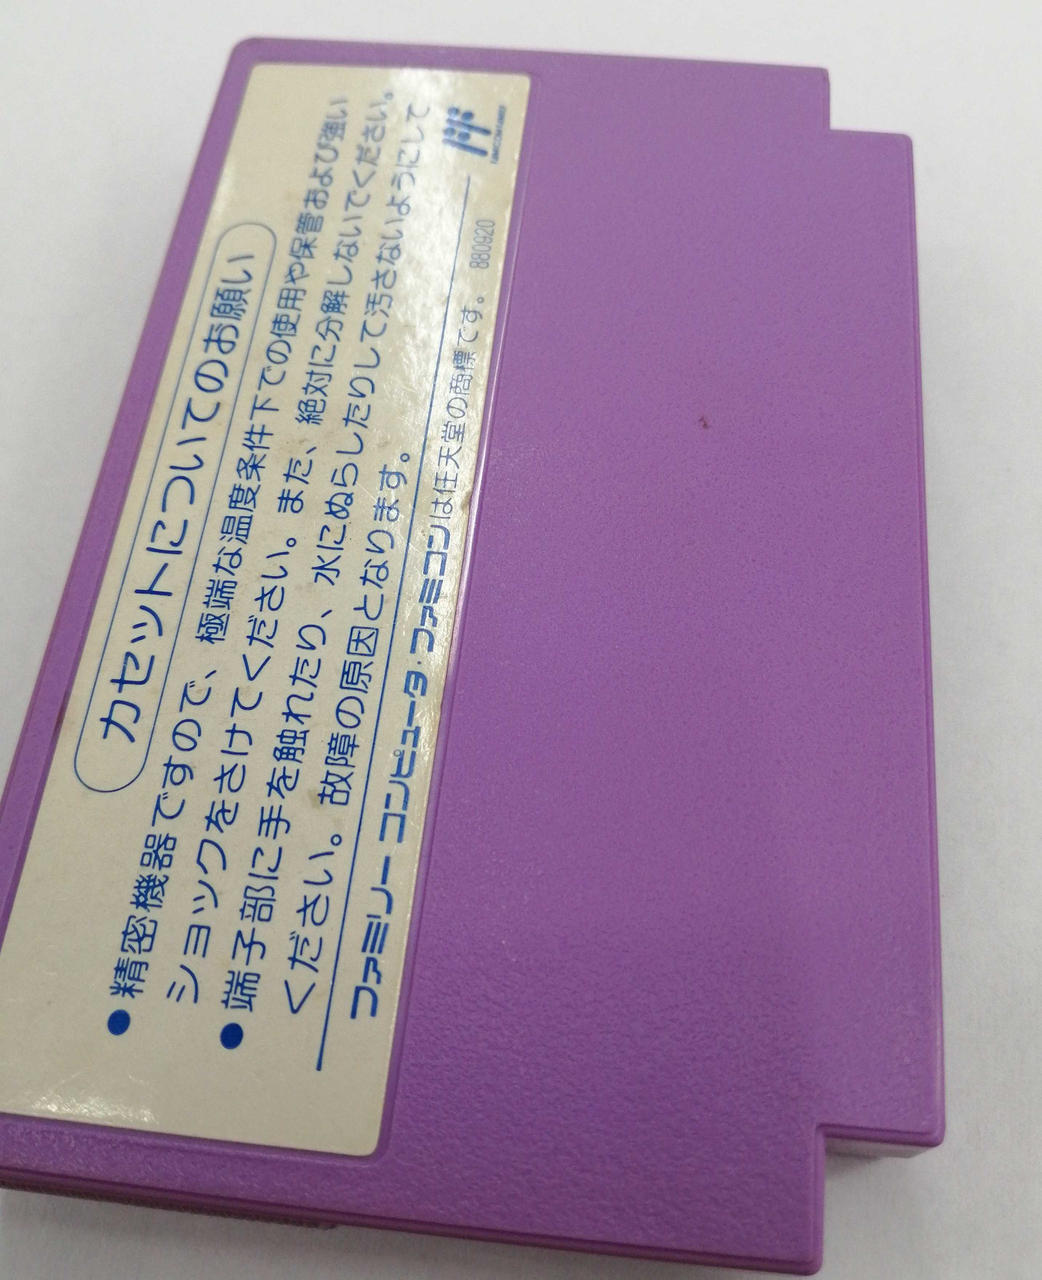 カセットについてのお願い
●精密機器ですので、極端な温度条件下での使用や保管および強い
ショックをさけてください。また、絶対に分解しないでください。
●端子部に手を触れたり、水にぬらしたりして汚さないようにして
ください。故障の原因となります。
ファミリー コンピュータ・ファミコンは任天堂の商標です。 880920
FAMICOM FAMILY